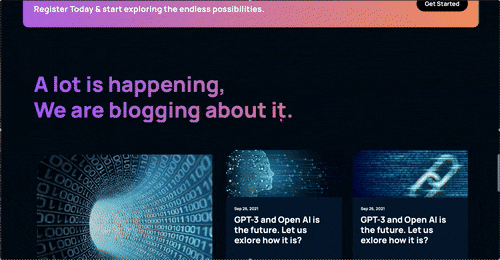 Register Today & start exploring the endless possibilities.
Get Started
A lot is happening,
We are blogging about it.
Sep 26, 2021
GPT-3 and Open AI is
the future. Let us
exlore how it is?
Sep 26, 2021
GPT-3 and Open AI is
the future. Let us
exlore how it is?